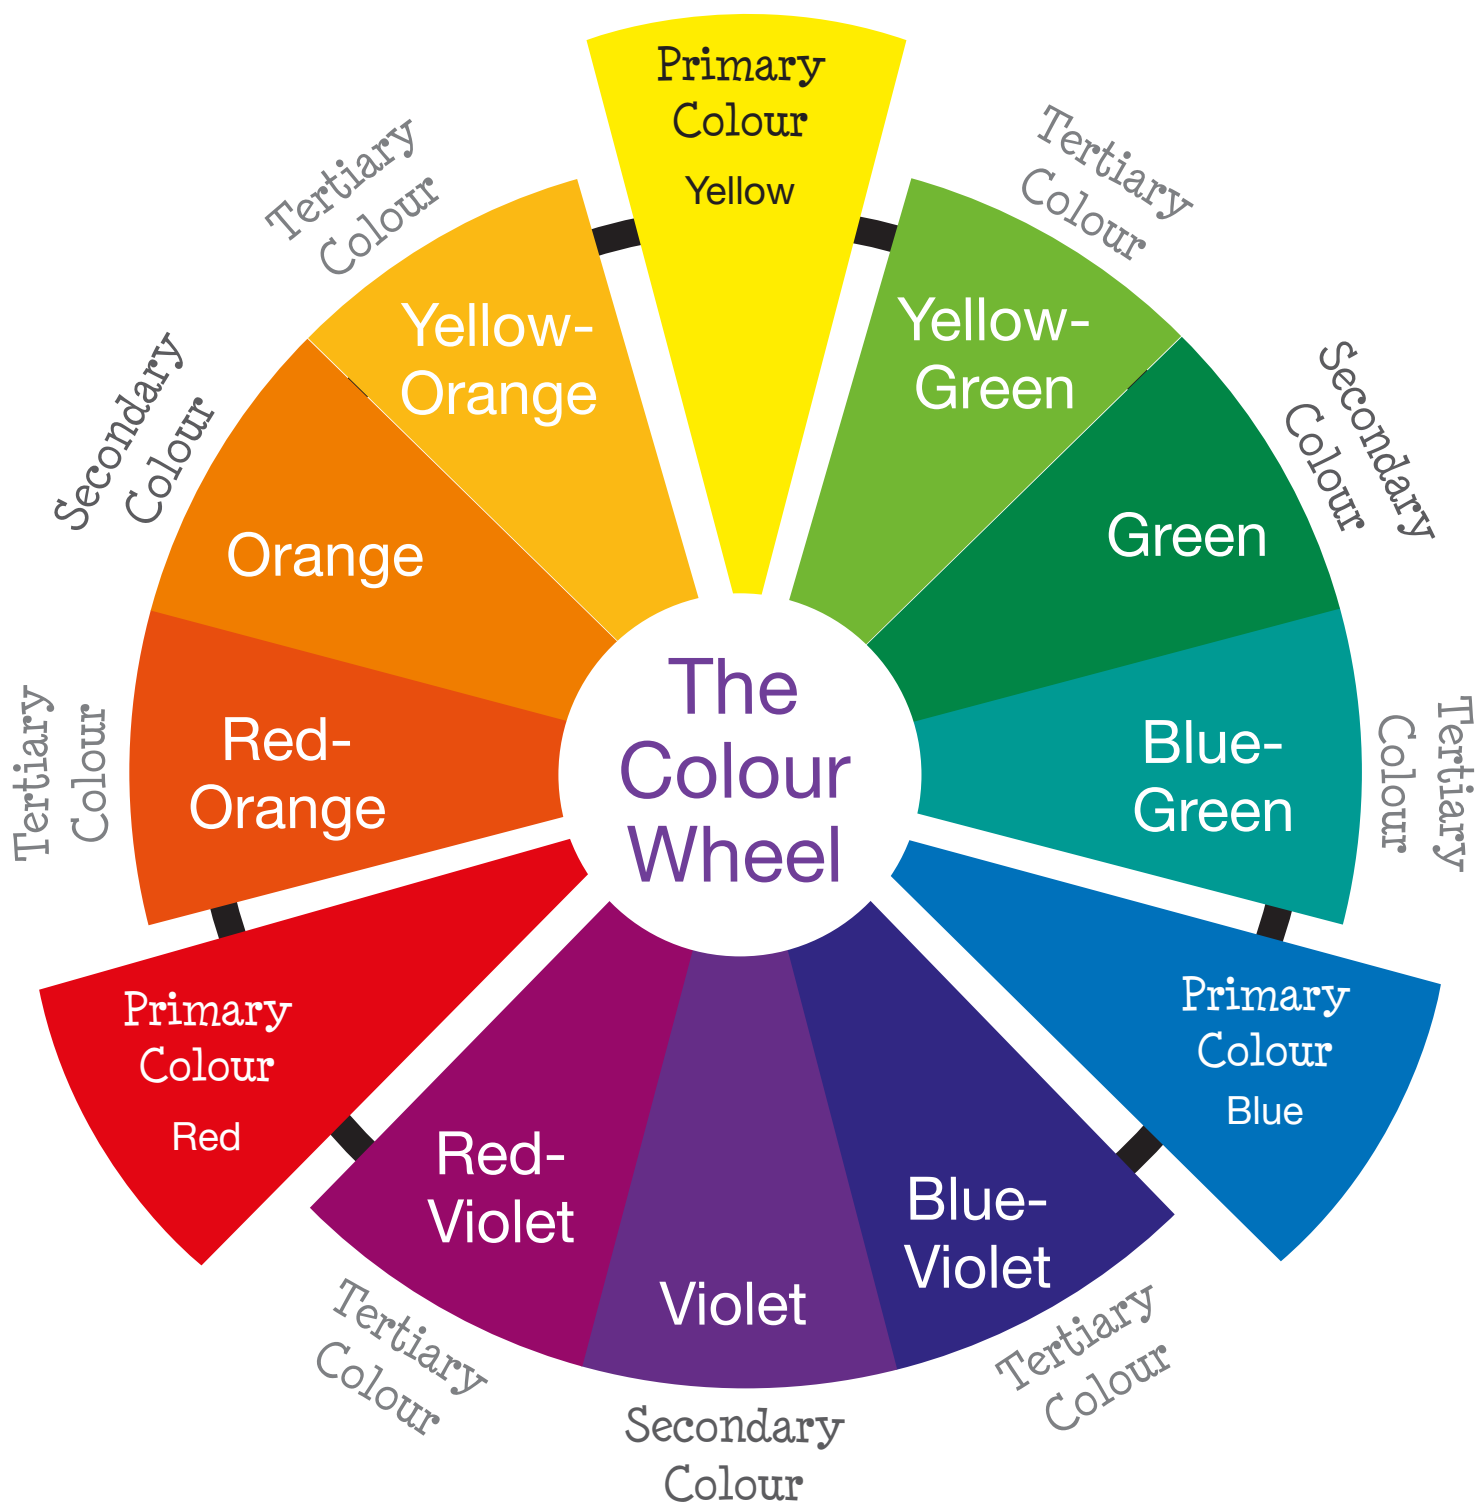 Primary
Colour
Yellow
Tertiary
Colour
Yellow-
Green
Secondary
Colour
Green
Tertiary
Colour
Blue-
Green
Primary
Colour
Blue
Tertiary
Colour
Blue-
Violet
Secondary
Colour
Violet
Tertiary
Colour
Red-
Violet
Primary
Colour
Red
Tertiary
Colour
Red-
Orange
Secondary
Colour
Orange
Tertiary
Colour
Yellow-
Orange
The
Colour
Wheel